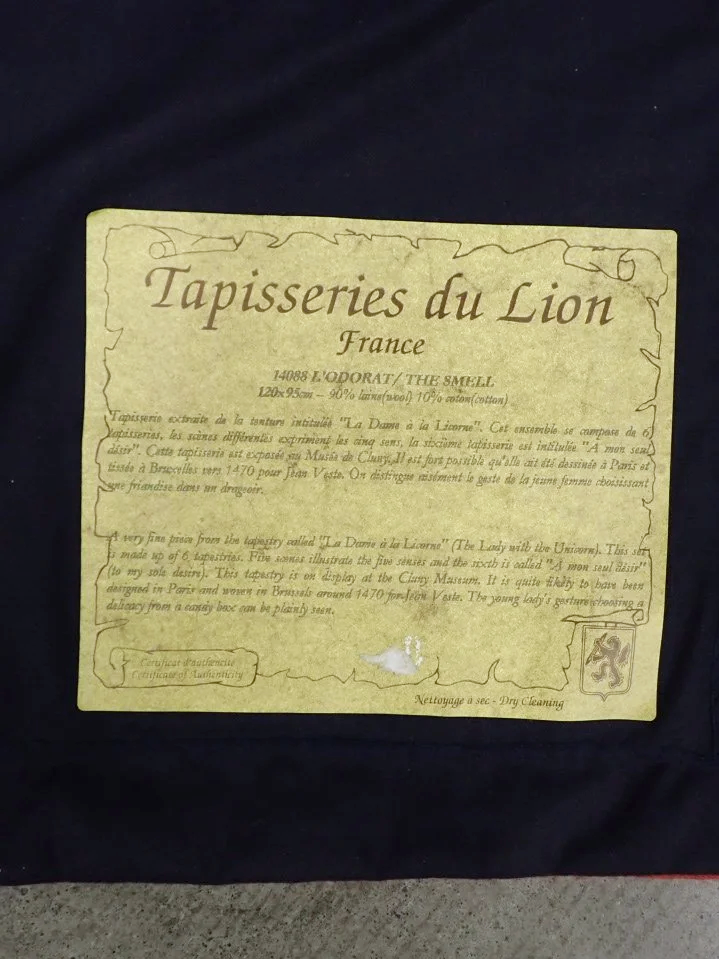 Tapisseries du Lion
France
14088 L'ODORAT/ THE SMELL
120x95cm – 90% laine(wool) 10% coton(cotton)
Tapisserie extraite de la tenture intitulée "La Dame à la Licorne". Cet ensemble se compose de 6
tapisseries, les scènes différentes expriment les cinq sens, la sixième tapisserie est intitulée "A mon seul
désir". Cette tapisserie est exposée au Musée de Cluny. Il est fort possible qu'elle ait été dessinée à Paris et
tissée à Bruxelles vers 1470 pour Jean Veste. On distingue aisément le geste de la jeune femme choisissant
une friandise dans un drageoir.
A very fine piece from the tapestry called "La Dame à la Licorne" (The Lady with the Unicorn). This set
is made up of 6 tapestries. Five scenes illustrate the five senses and the sixth is called "A mon seul désir"
(to my sole desire). This tapestry is on display at the Cluny Museum. It is quite likely to have been
designed in Paris and woven in Brussels around 1470 for Jean Veste. The young lady's gesture choosing a
delicacy from a candy box can be plainly seen.
Certificat d'authencité
Certificate of Authenticity
Nettoyage à sec - Dry Cleaning